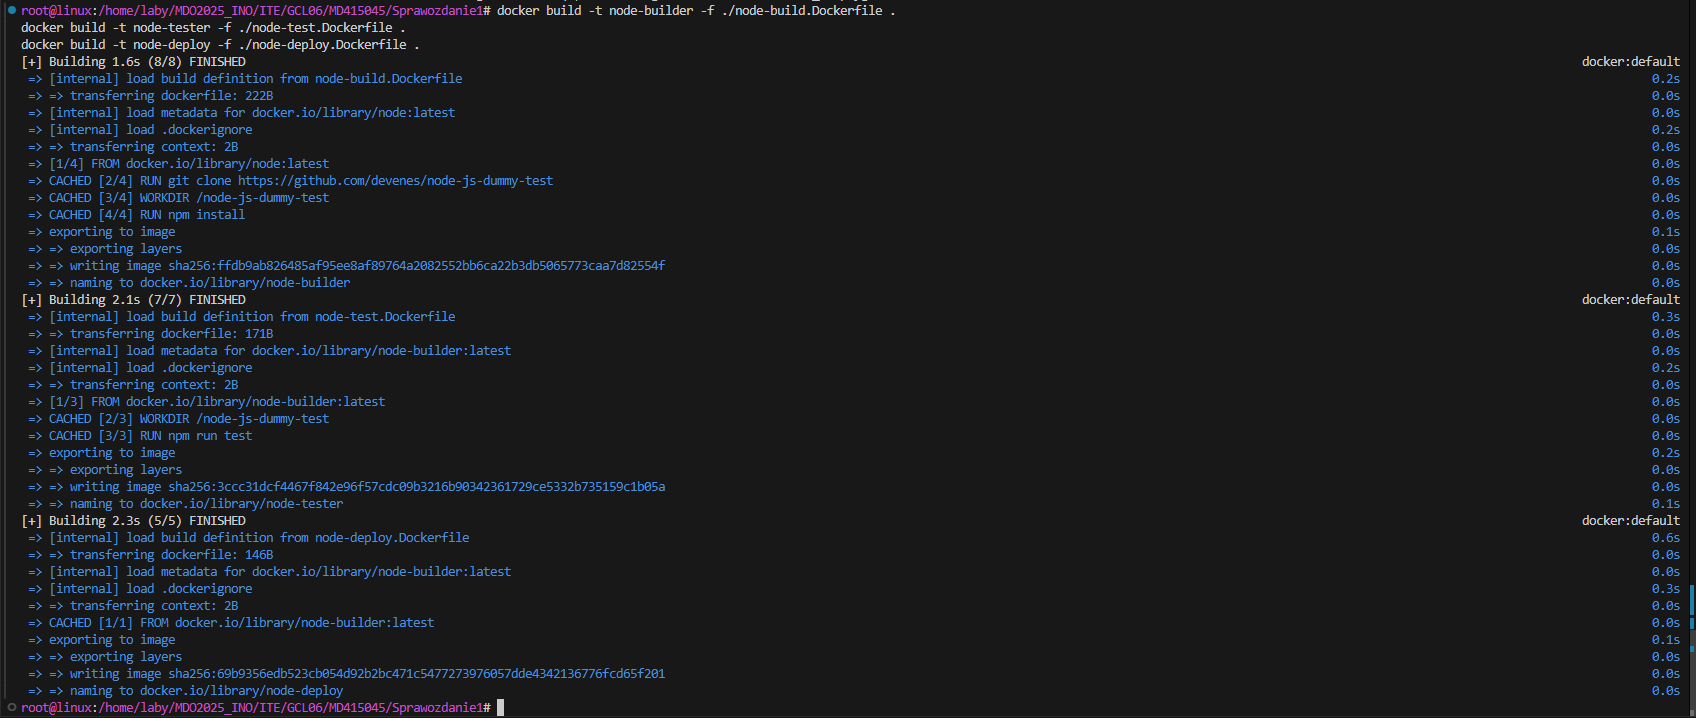 root@linux:/home/laby/MDO2025_INO/ITE/GCL06/MD415045/Sprawozdanie1# docker build -t node-builder -f ./node-build.Dockerfile .
docker build -t node-tester -f ./node-test.Dockerfile .
docker build -t node-deploy -f ./node-deploy.Dockerfile .
[+] Building 1.6s (8/8) FINISHED docker:default
=> [internal] load build definition from node-build.Dockerfile 0.2s
=> => transferring dockerfile: 222B 0.0s
=> [internal] load metadata for docker.io/library/node:latest 0.0s
=> [internal] load .dockerignore 0.2s
=> => transferring context: 2B 0.0s
=> [1/4] FROM docker.io/library/node:latest 0.0s
=> CACHED [2/4] RUN git clone https://github.com/devenes/node-js-dummy-test 0.0s
=> CACHED [3/4] WORKDIR /node-js-dummy-test 0.0s
=> CACHED [4/4] RUN npm install 0.0s
=> exporting to image 0.1s
=> => exporting layers 0.0s
=> => writing image sha256:ffdb9ab826485af95ee8af89764a2082552bb6ca22b3db5065773caa7d82554f 0.0s
=> => naming to docker.io/library/node-builder 0.0s
[+] Building 2.1s (7/7) FINISHED docker:default
=> [internal] load build definition from node-test.Dockerfile 0.3s
=> => transferring dockerfile: 171B 0.0s
=> [internal] load metadata for docker.io/library/node-builder:latest 0.0s
=> [internal] load .dockerignore 0.2s
=> => transferring context: 2B 0.0s
=> [1/3] FROM docker.io/library/node-builder:latest 0.0s
=> CACHED [2/3] WORKDIR /node-js-dummy-test 0.0s
=> CACHED [3/3] RUN npm run test 0.0s
=> exporting to image 0.2s
=> => exporting layers 0.0s
=> => writing image sha256:3ccc31dcf4467f842e96f57cdc09b3216b90342361729ce5332b735159c1b05a 0.0s
=> => naming to docker.io/library/node-tester 0.1s
[+] Building 2.3s (5/5) FINISHED docker:default
=> [internal] load build definition from node-deploy.Dockerfile 0.6s
=> => transferring dockerfile: 146B 0.0s
=> [internal] load metadata for docker.io/library/node-builder:latest 0.0s
=> [internal] load .dockerignore 0.3s
=> => transferring context: 2B 0.0s
=> CACHED [1/1] FROM docker.io/library/node-builder:latest 0.0s
=> exporting to image 0.1s
=> => exporting layers 0.0s
=> => writing image sha256:69b9356edb523cb054d92b2bc471c5477273976057dde4342136776fcd65f201 0.0s
=> => naming to docker.io/library/node-deploy 0.0s
root@linux:/home/laby/MDO2025_INO/ITE/GCL06/MD415045/Sprawozdanie1#